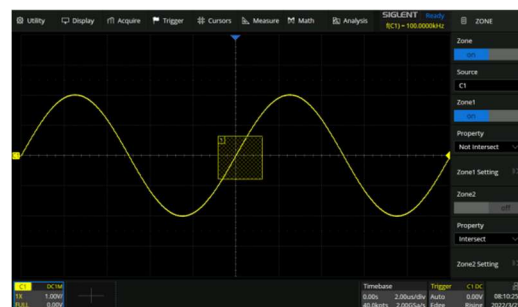 Utility Display Acquire Trigger Cursors Measure Math Analysis
SIGLENT Ready
f(C1) = 100.0000kHz
ZONE
Zone
on
Source
C1
Zone1
on
Property
Not Intersect
Zone1 Setting
Zone2
off
Property
Intersect
Zone2 Setting
1
C1
C1 DC1M
1X 1.00V/
FULL 0.00V
Timebase
0.00s 2.00us/div
40.0kpts 2.00GSa/s
Trigger C1 DC
Auto 0.00V
Edge Rising
08:10:25